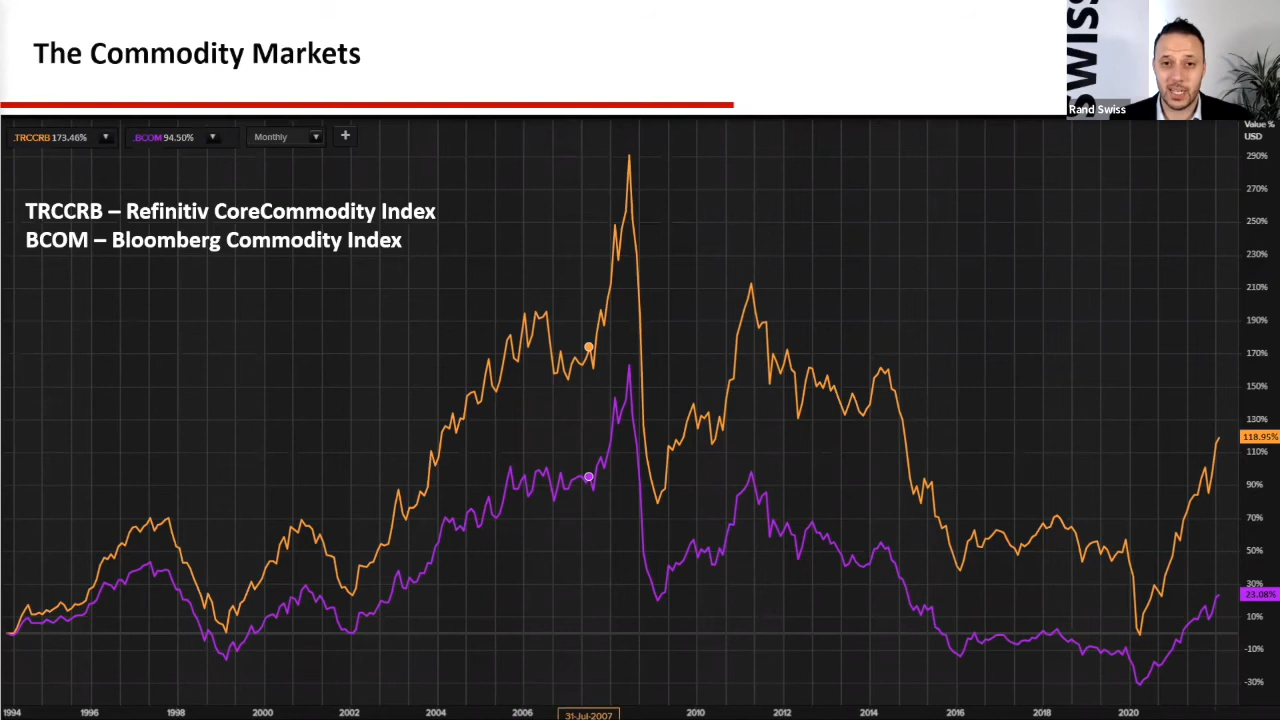 The Commodity Markets
SWISS
Rand Swiss
.TRCCRB 173.46%
.BCOM 94.50%
Monthly
+
Value %
USD
TRCCRB – Refinitiv CoreCommodity Index
BCOM – Bloomberg Commodity Index
290%
270%
250%
230%
210%
190%
170%
150%
130%
118.95%
110%
90%
70%
50%
30%
23.08%
10%
-10%
-30%
1994 1996 1998 2000 2002 2004 2006 31-Jul-2007 2010 2012 2014 2016 2018 2020